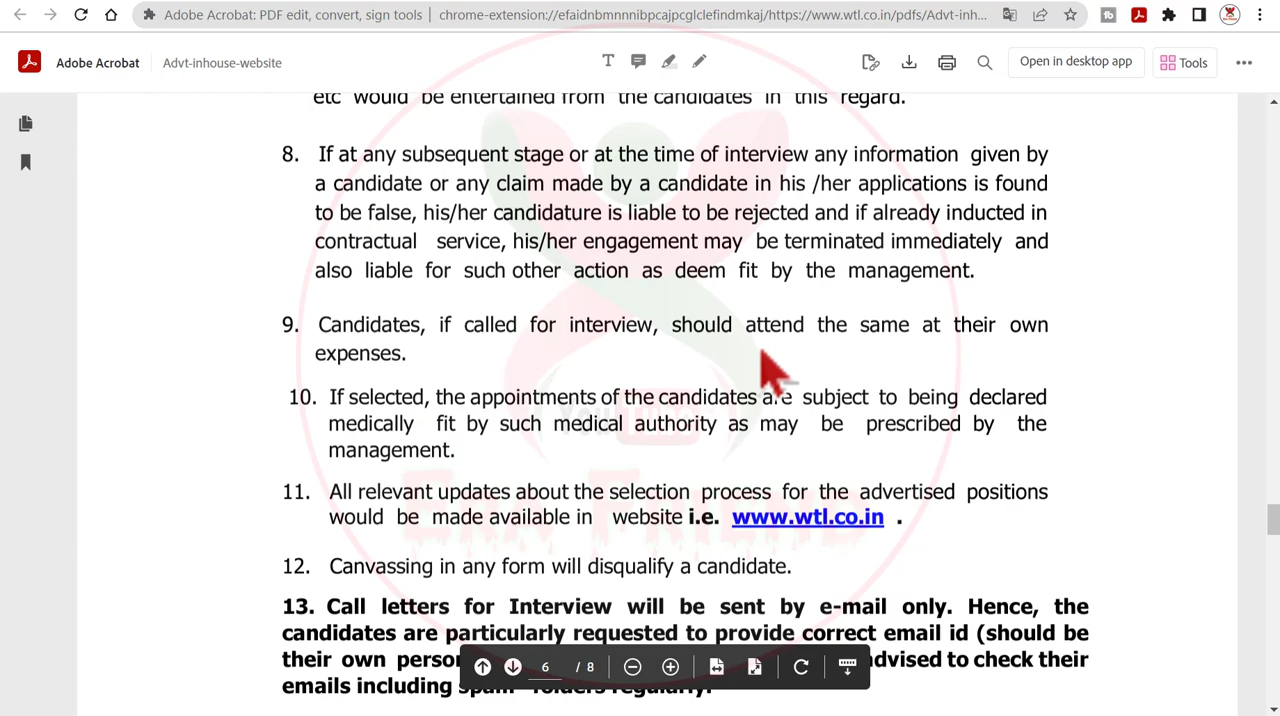 Adobe Acrobat: PDF edit, convert, sign tools | chrome-extension://efaidnbmnnnibpcajpcglclefindmkaj/https://www.wtl.co.in/pdfs/Advt-inh...
Adobe Acrobat Advt-inhouse-website
Open in desktop app Tools
etc would be entertained from the candidates in this regard.
8. If at any subsequent stage or at the time of interview any information given by
a candidate or any claim made by a candidate in his /her applications is found
to be false, his/her candidature is liable to be rejected and if already inducted in
contractual service, his/her engagement may be terminated immediately and
also liable for such other action as deem fit by the management.
9. Candidates, if called for interview, should attend the same at their own
expenses.
10. If selected, the appointments of the candidates are subject to being declared
medically fit by such medical authority as may be prescribed by the
management.
11. All relevant updates about the selection process for the advertised positions
would be made available in website i.e. www.wtl.co.in .
12. Canvassing in any form will disqualify a candidate.
13. Call letters for Interview will be sent by e-mail only. Hence, the
candidates are particularly requested to provide correct email id (should be
their own advised to check their
emails including folders regularly.
6 / 8
YouTube